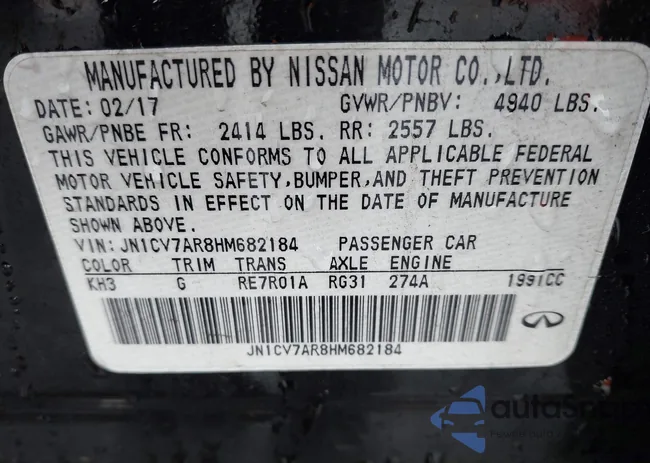 MANUFACTURED BY NISSAN MOTOR CO.,LTD.
DATE: 02/17 GVWR/PNBV: 4940 LBS.
GAWR/PNBE FR: 2414 LBS. RR: 2557 LBS.
THIS VEHICLE CONFORMS TO ALL APPLICABLE FEDERAL
MOTOR VEHICLE SAFETY,BUMPER,AND THEFT PREVENTION
STANDARDS IN EFFECT ON THE DATE OF MANUFACTURE
SHOWN ABOVE.
VIN: JN1CV7AR8HM682184 PASSENGER CAR
COLOR TRIM TRANS AXLE ENGINE
KH3 G RE7R01A RG31 274A 1991CC
JN1CV7AR8HM682184
Powered by